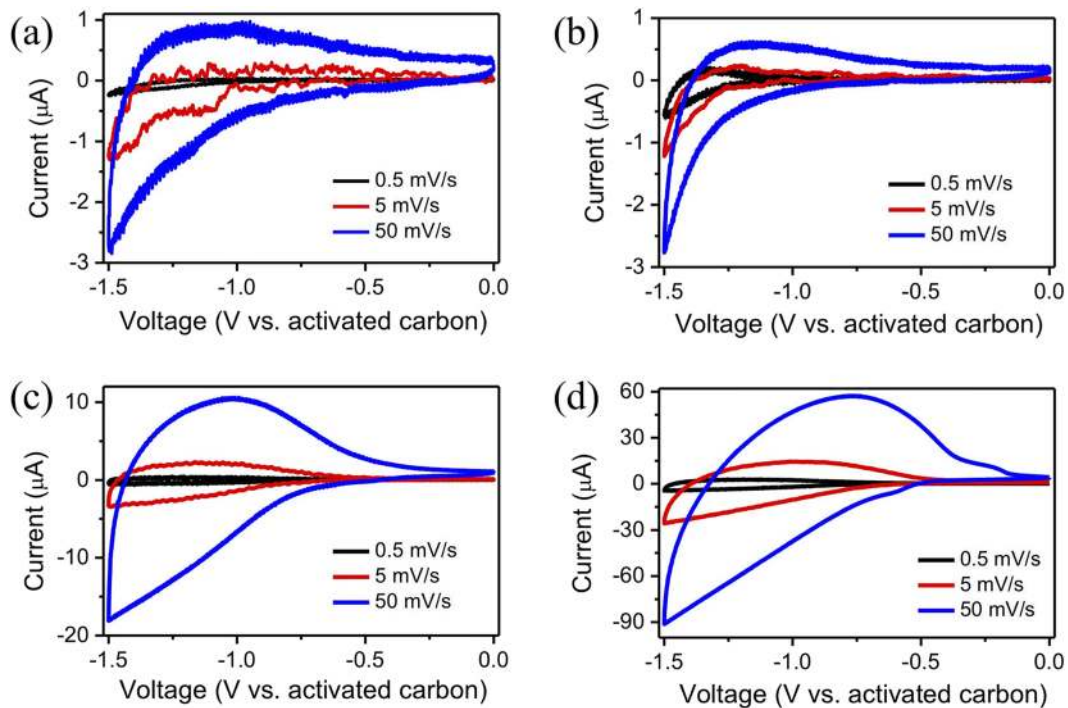 (a)
1
0
-1
-2
-3
Current (μA)
0.5 mV/s
5 mV/s
50 mV/s
-1.5 -1.0 -0.5 0.0
Voltage (V vs. activated carbon)
(b)
1
0
-1
-2
-3
Current (μA)
0.5 mV/s
5 mV/s
50 mV/s
-1.5 -1.0 -0.5 0.0
Voltage (V vs. activated carbon)
(c)
10
0
-10
-20
Current (μA)
0.5 mV/s
5 mV/s
50 mV/s
-1.5 -1.0 -0.5 0.0
Voltage (V vs. activated carbon)
(d)
60
30
0
-30
-60
-90
Current (μA)
0.5 mV/s
5 mV/s
50 mV/s
-1.5 -1.0 -0.5 0.0
Voltage (V vs. activated carbon)